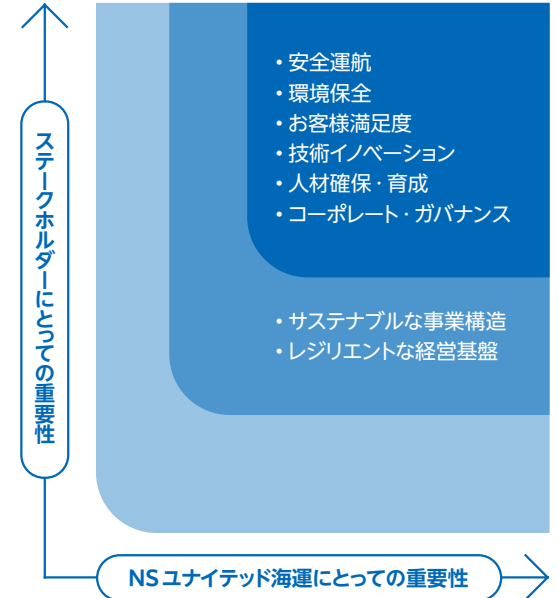 ・安全運航
・環境保全
・お客様満足度
・技術イノベーション
・人材確保・育成
・コーポレート・ガバナンス
・サステナブルな事業構造
・レジリエントな経営基盤
ステークホルダーにとっての重要性
NSユナイテッド海運にとっての重要性